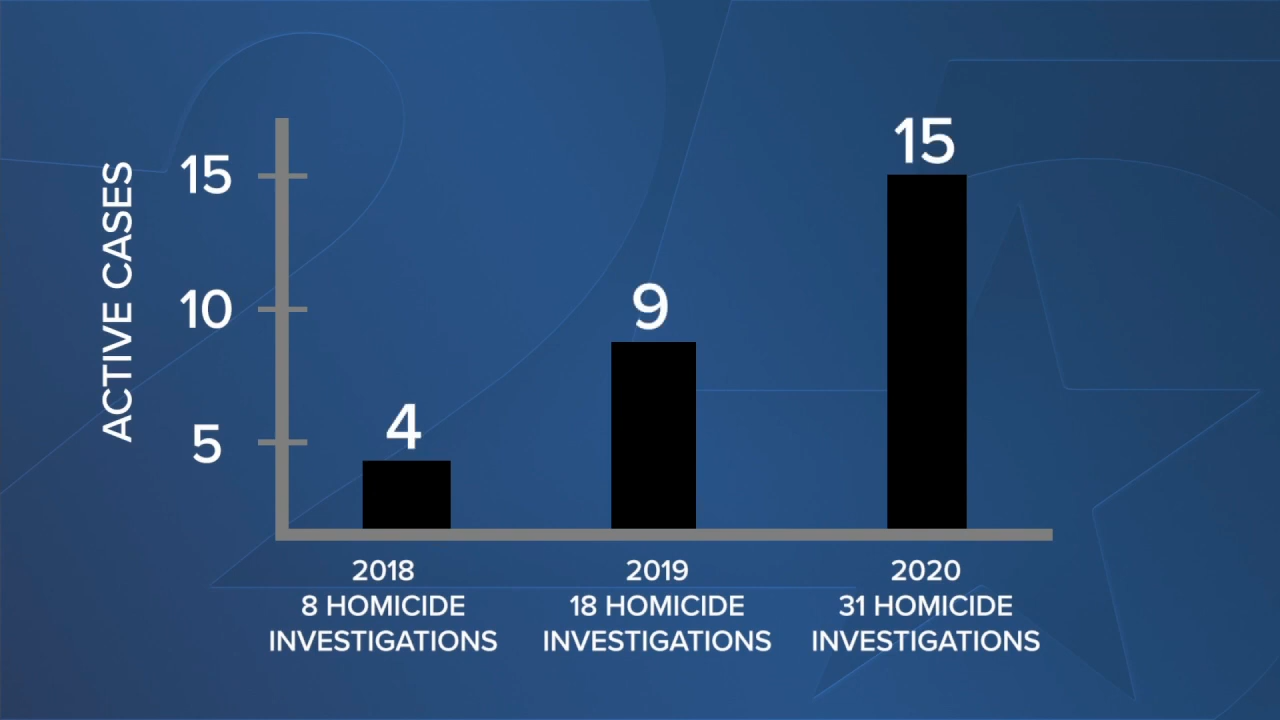 ACTIVE CASES
15
10
5
4
9
15
2018
8 HOMICIDE
INVESTIGATIONS
2019
18 HOMICIDE
INVESTIGATIONS
2020
31 HOMICIDE
INVESTIGATIONS